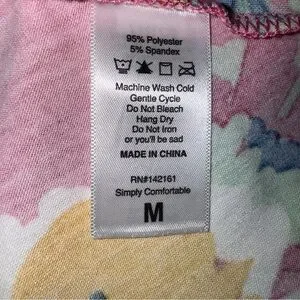 95% Polyester
5% Spandex
Machine Wash Cold
Gentle Cycle
Do Not Bleach
Hang Dry
Do Not Iron
or you'll be sad
MADE IN CHINA
RN#142161
Simply Comfortable
M